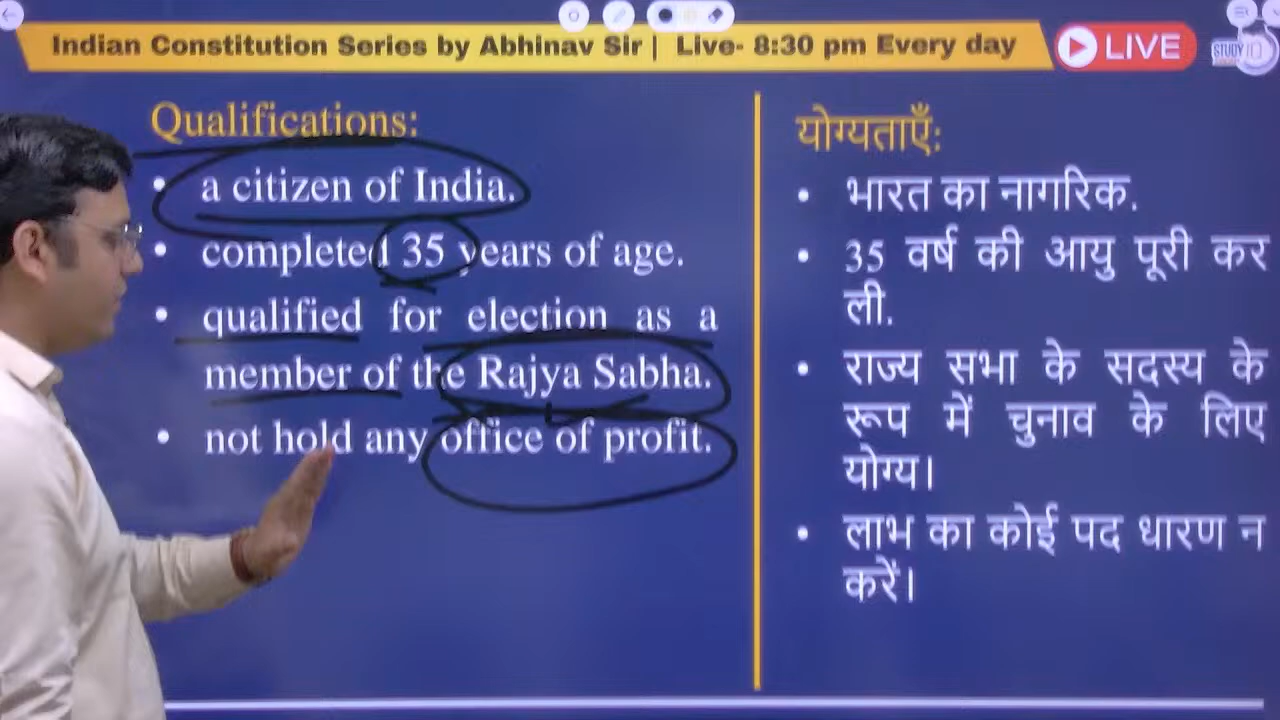 Indian Constitution Series by Abhinav Sir | Live- 8:30 pm Every day
LIVE
STUDY
Qualifications:
• a citizen of India.
• completed 35 years of age.
• qualified for election as a
member of the Rajya Sabha.
• not hold any office of profit.
योग्यताएँ:
• भारत का नागरिक.
• 35 वर्ष की आयु पूरी कर
ली.
• राज्य सभा के सदस्य के
रूप में चुनाव के लिए
योग्य।
• लाभ का कोई पद धारण न
करें।